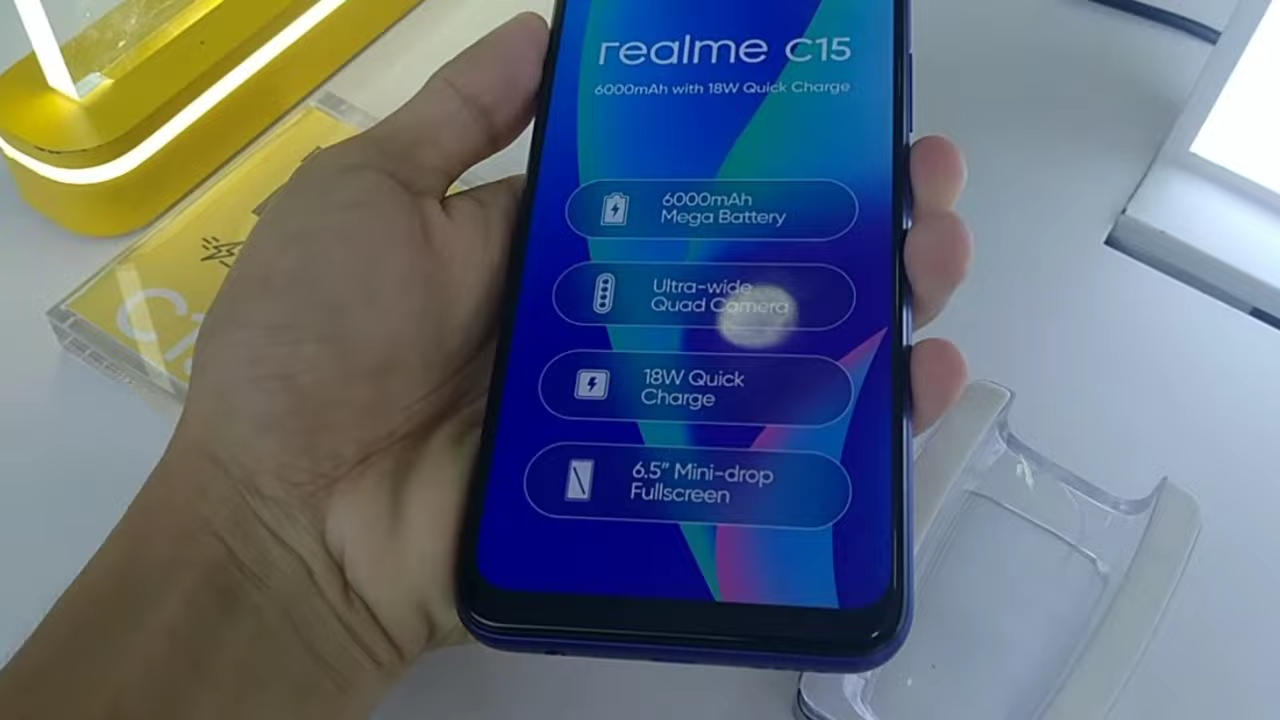 realme C15
6000mAh with 18W Quick Charge
6000mAh
Mega Battery
Ultra-wide
Quad Camera
18W Quick
Charge
6.5" Mini-drop
Fullscreen